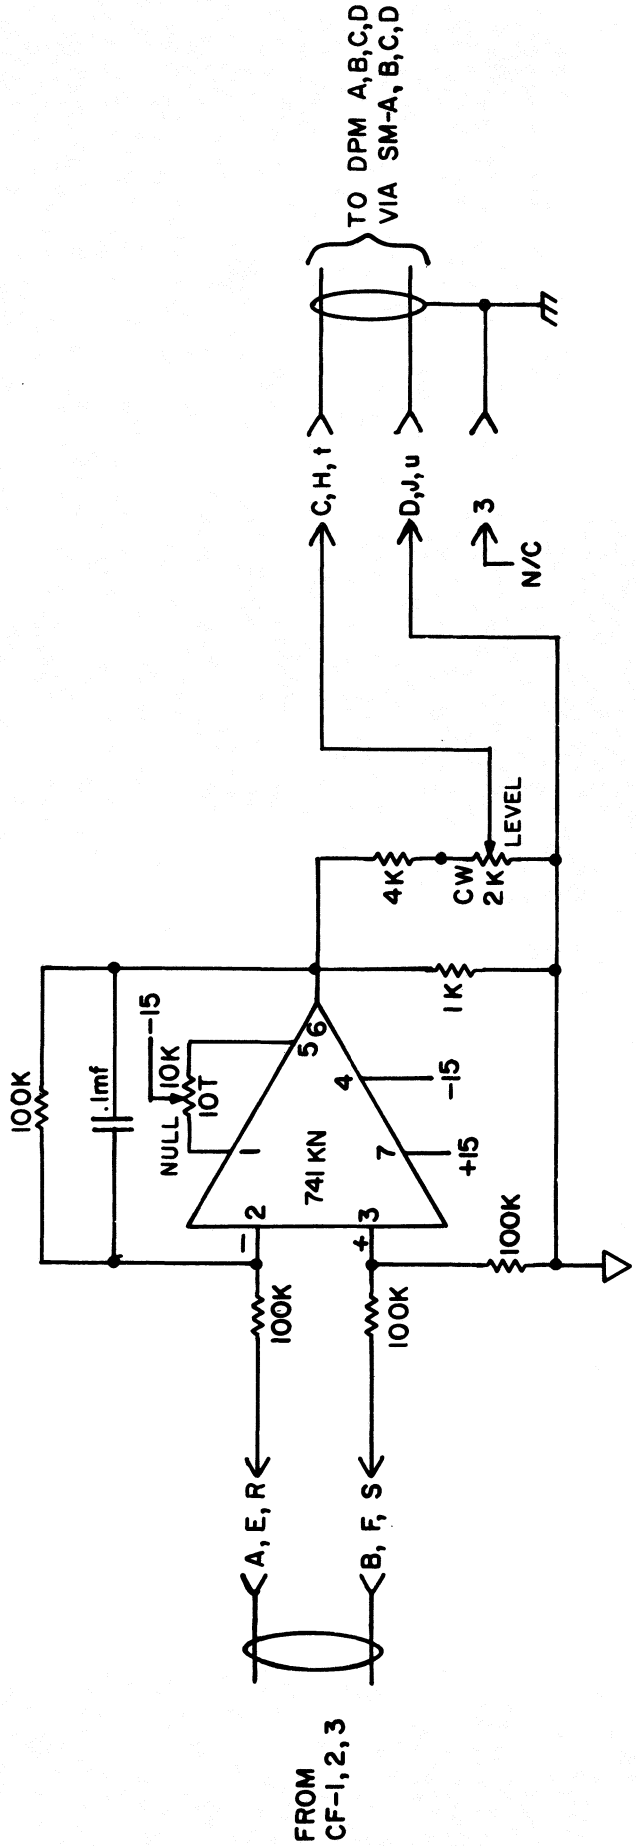 FROM
CF-1, 2, 3
A, E, R
B, F, S
100K
100K
100K
100K
.1mf
NULL
-15
10K
10T
-
2
+
3
1
741 KN
7
4
5
6
+15
-15
1K
4K
CW
2K
LEVEL
C, H, t
D, J, u
3
N/C
TO DPM A, B, C, D
VIA SM-A, B, C, D